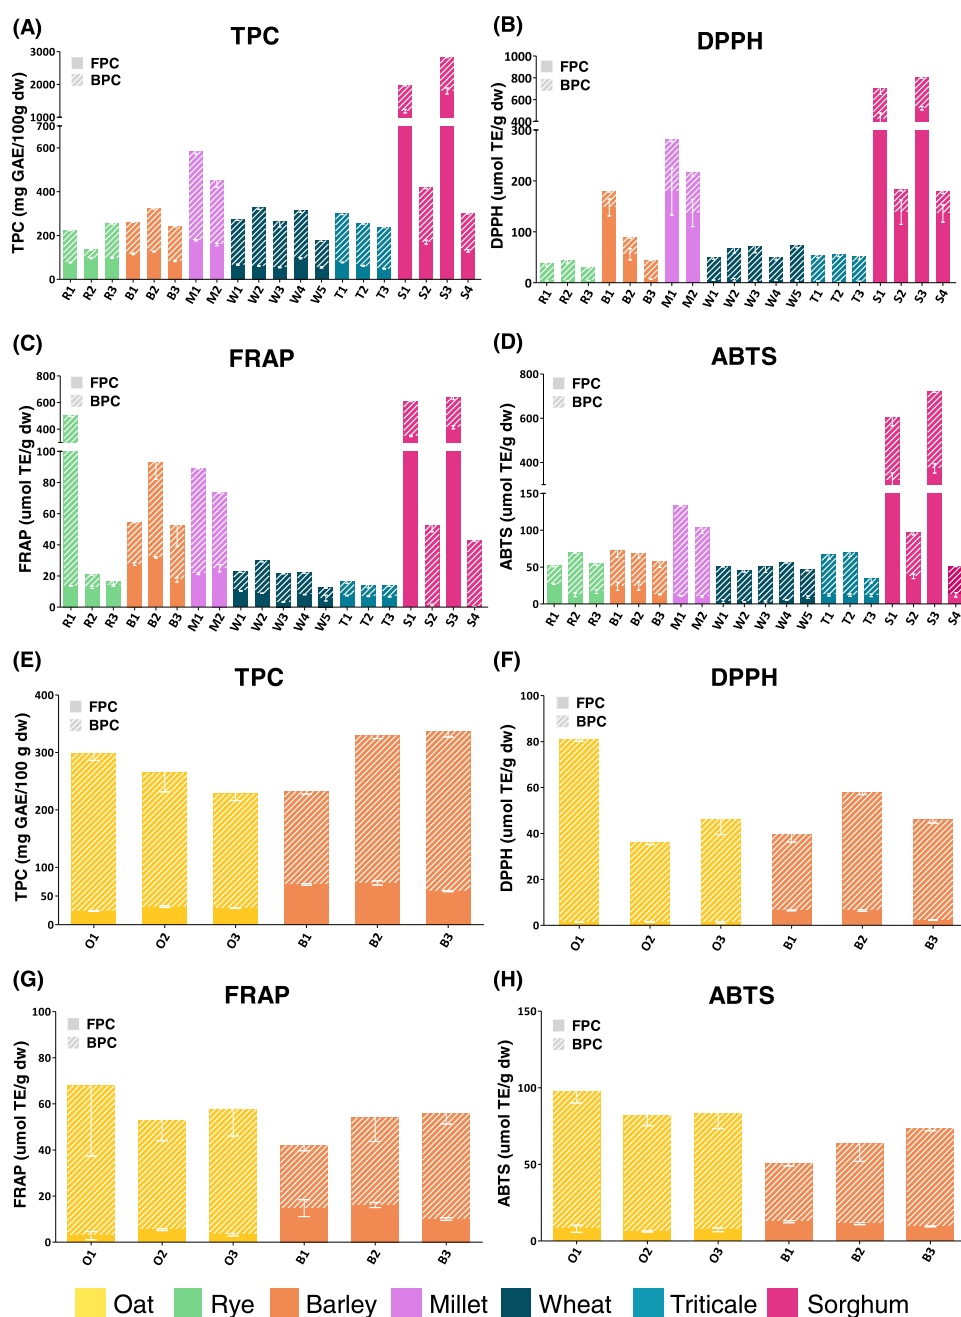 (A)
TPC
FPC
BPC
TPC (mg GAE/100g dw)
3000
2000
1000
700
600
400
200
0
R1 R2 R3 B1 B2 B3 M1 M2 W1 W2 W3 W4 W5 T1 T2 T3 S1 S2 S3 S4
(B)
DPPH
FPC
BPC
DPPH (umol TE/g dw)
1000
800
600
400
300
200
100
0
R1 R2 R3 B1 B2 B3 M1 M2 W1 W2 W3 W4 W5 T1 T2 T3 S1 S2 S3 S4
(C)
FRAP
FPC
BPC
FRAP (umol TE/g dw)
800
600
400
100
80
60
40
20
0
R1 R2 R3 B1 B2 B3 M1 M2 W1 W2 W3 W4 W5 T1 T2 T3 S1 S2 S3 S4
(D)
ABTS
FPC
BPC
ABTS (umol TE/g dw)
800
600
400
150
100
50
0
R1 R2 R3 B1 B2 B3 M1 M2 W1 W2 W3 W4 W5 T1 T2 T3 S1 S2 S3 S4
(E)
TPC
FPC
BPC
TPC (mg GAE/100 g dw)
400
300
200
100
50
0
O1 O2 O3 B1 B2 B3
(F)
DPPH
FPC
BPC
DPPH (umol TE/g dw)
100
80
60
40
20
0
O1 O2 O3 B1 B2 B3
(G)
FRAP
FPC
BPC
FRAP (umol TE/g dw)
100
80
60
40
20
0
O1 O2 O3 B1 B2 B3
(H)
ABTS
FPC
BPC
ABTS (umol TE/g dw)
150
100
50
0
O1 O2 O3 B1 B2 B3
Oat Rye Barley Millet Wheat Triticale Sorghum